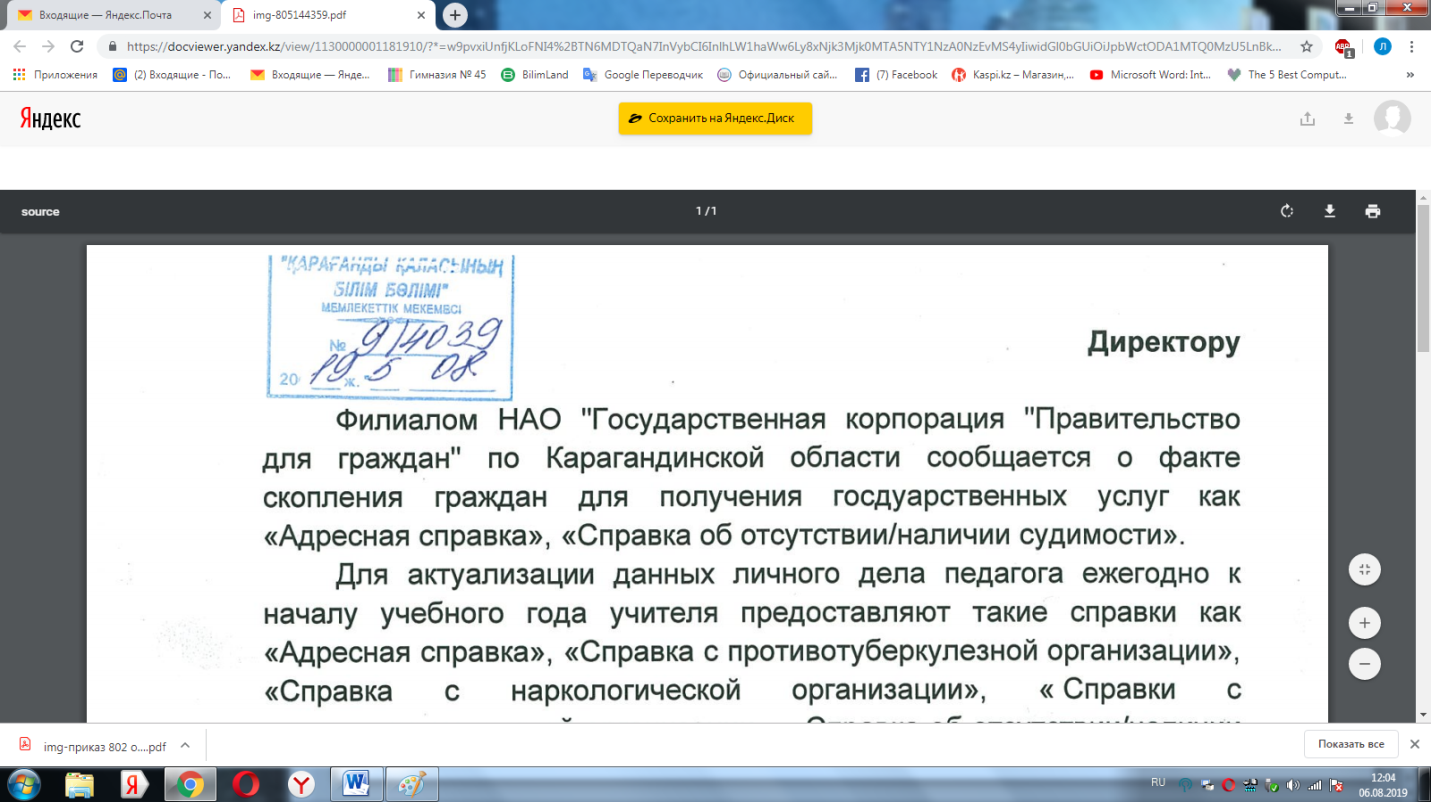 Входящие — Яндекс.Почта
img-805144359.pdf
https://docviewer.yandex.kz/view/1130000001181910/?*=w9pvxiUnfjKLoFNI4%2BTN6MDTQaN7InVybCI6InlhLW1haWw6Ly8xNjk3Mjk0MTA5NTY1NzA0NzEvMS4yIiwidGl0bGUiOiJpbWctODA1MTQ0MzU5LnBk...
ABP 1
Л
Приложения
(2) Входящие - По...
Входящие — Янде...
Гимназия № 45
BilimLand
Google Переводчик
Официальный сай...
(7) Facebook
Kaspi.kz – Магазин,...
Microsoft Word: Int...
The 5 Best Comput...
Яндекс
Сохранить на Яндекс.Диск
source
1 / 1
"ҚАРАҒАНДЫ ҚАЛАСЫНЫҢ
БІЛІМ БӨЛІМІ"
МЕМЛЕКЕТТІК МЕКЕМЕСІ
№ 914039
20 19 ж. 5 08.
Директору
Филиалом НАО "Государственная корпорация "Правительство
для граждан" по Карагандинской области сообщается о факте
скопления граждан для получения госдуарственных услуг как
«Адресная справка», «Справка об отсутствии/наличии судимости».
Для актуализации данных личного дела педагога ежегодно к
началу учебного года учителя предоставляют такие справки как
«Адресная справка», «Справка с противотуберкулезной организации»,
«Справка с наркологической организации», « Справки с
img-приказ 802 о....pdf
Показать все
RU
12:04
06.08.2019